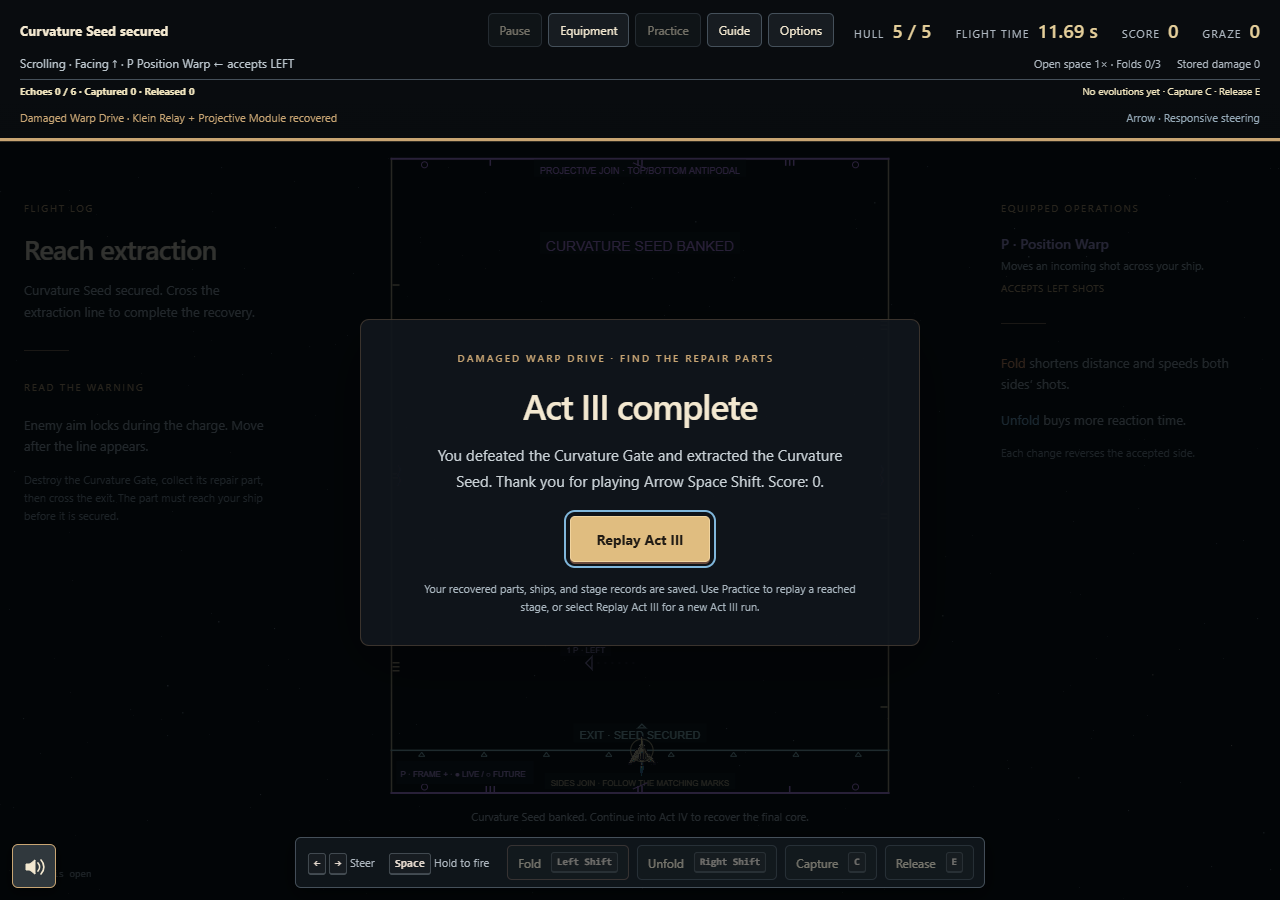 Curvature Seed secured
Pause
Equipment
Practice
Guide
Options
HULL 5 / 5
FLIGHT TIME 11.69 s
SCORE 0
GRAZE 0
Scrolling · Facing ↑ · P Position Warp ← accepts LEFT
Open space 1× · Folds 0/3
Stored damage 0
Echoes 0 / 6 · Captured 0 · Released 0
No evolutions yet · Capture C · Release E
Damaged Warp Drive · Klein Relay + Projective Module recovered
Arrow · Responsive steering
PROJECTIVE JOIN · TOP/BOTTOM ANTIPODAL
CURVATURE SEED BANKED
FLIGHT LOG
Reach extraction
Curvature Seed secured. Cross the
extraction line to complete the recovery.
READ THE WARNING
Enemy aim locks during the charge. Move
after the line appears.
Destroy the Curvature Gate, collect its repair part,
then cross the exit. The part must reach your ship
before it is secured.
EQUIPPED OPERATIONS
P · Position Warp
Moves an incoming shot across your ship.
ACCEPTS LEFT SHOTS
Fold shortens distance and speeds both
sides' shots.
Unfold buys more reaction time.
Each change reverses the accepted side.
DAMAGED WARP DRIVE · FIND THE REPAIR PARTS
Act III complete
You defeated the Curvature Gate and extracted the Curvature
Seed. Thank you for playing Arrow Space Shift. Score: 0.
Replay Act III
Your recovered parts, ships, and stage records are saved. Use Practice to replay a reached
stage, or select Replay Act III for a new Act III run.
P · LEFT
EXIT · SEED SECURED
SIDES JOIN · FOLLOW THE MATCHING MARKS
Curvature Seed banked. Continue into Act IV to recover the final core.
← → Steer
Space Hold to fire
Fold Left Shift
Unfold Right Shift
Capture C
Release E
open